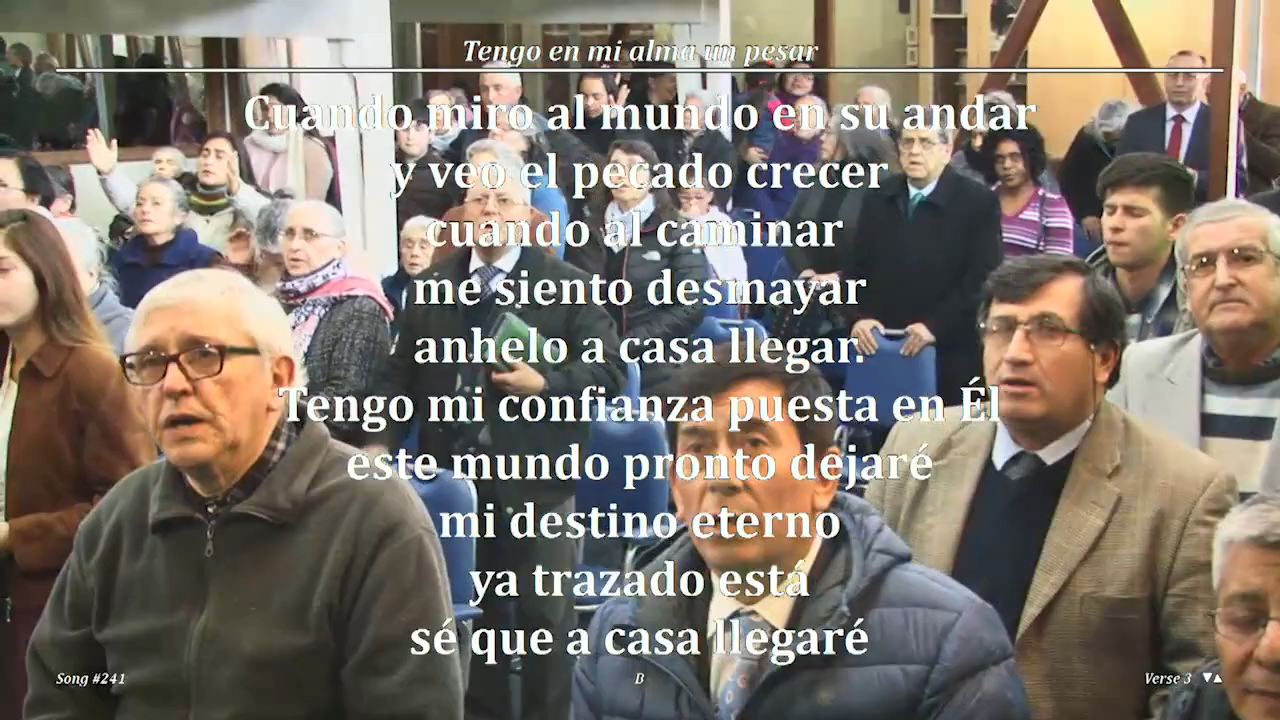 Tengo en mi alma un pesar
Cuando miro al mundo en su andar
y veo el pecado crecer
cuando al caminar
me siento desmayar
anhelo a casa llegar.
Tengo mi confianza puesta en Él
este mundo pronto dejaré
mi destino eterno
ya trazado está
sé que a casa llegaré
Song #241
B
Verse 3 ▼▲